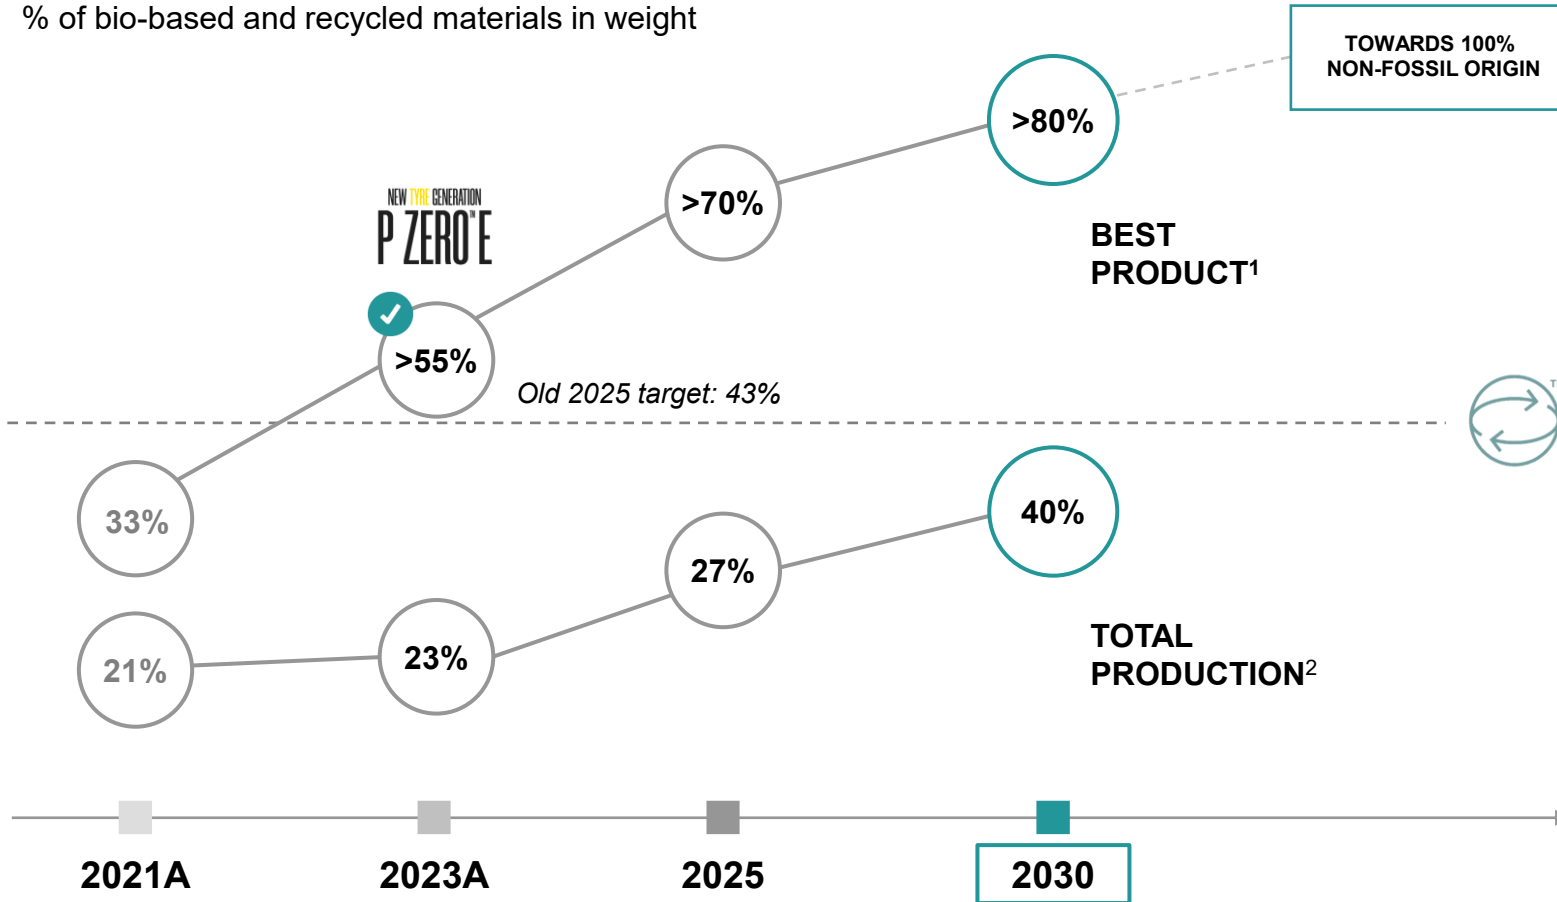 % of bio-based and recycled materials in weight
TOWARDS 100%
NON-FOSSIL ORIGIN
>80%
>70%
NEW TYRE GENERATION
P ZERO™ E
BEST
PRODUCT¹
>55%
Old 2025 target: 43%
33%
40%
27%
23%
21%
TOTAL
PRODUCTION²
2021A
2023A
2025
2030